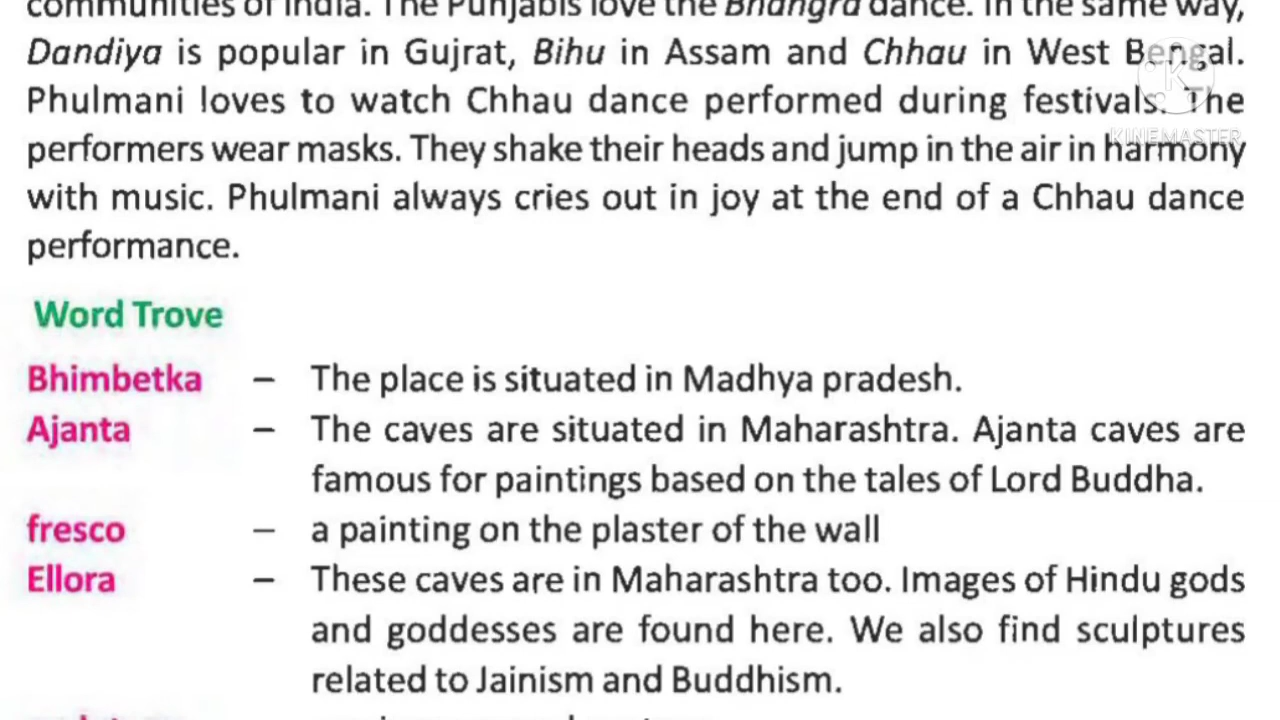 communities of India. The Punjabis love the Bhangra dance. In the same way,
Dandiya is popular in Gujrat, Bihu in Assam and Chhau in West Bengal.
Phulmani loves to watch Chhau dance performed during festivals. The
performers wear masks. They shake their heads and jump in the air in harmony
with music. Phulmani always cries out in joy at the end of a Chhau dance
performance.
Word Trove
Bhimbetka – The place is situated in Madhya pradesh.
Ajanta – The caves are situated in Maharashtra. Ajanta caves are
famous for paintings based on the tales of Lord Buddha.
fresco – a painting on the plaster of the wall
Ellora – These caves are in Maharashtra too. Images of Hindu gods
and goddesses are found here. We also find sculptures
related to Jainism and Buddhism.
K
KINEMASTER